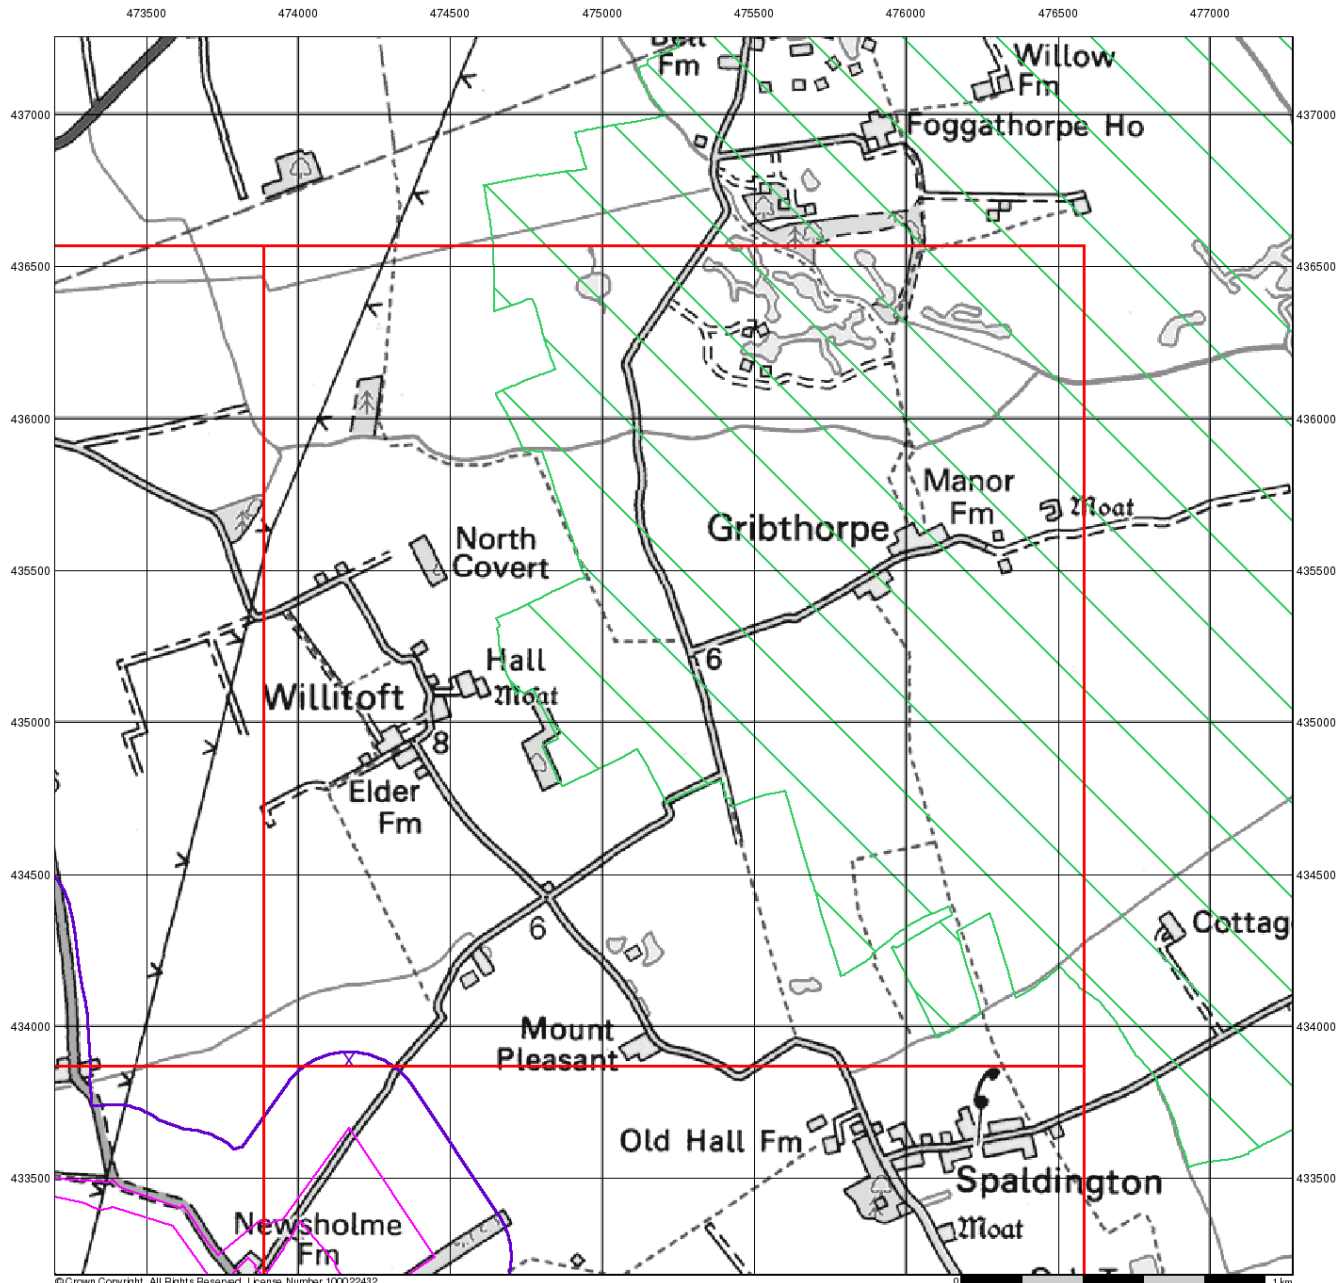 473500 474000 474500 475000 475500 476000 476500 477000
Fm
Willow
Fm
437000
437000
Foggathorpe Ho
436500
436500
436000
436000
Manor
Fm
Moat
Gribthorpe
North
Covert
435500
435500
6
Hall
Moat
Willitoft
435000
435000
8
Elder
Fm
434500
434500
6
Cottag
434000
434000
Mount
Pleasant
Old Hall Fm
Spaldington
433500
433500
Newsholme
Fm
Moat
© Crown Copyright. All Rights Reserved. License Number 100022432
0
1 km